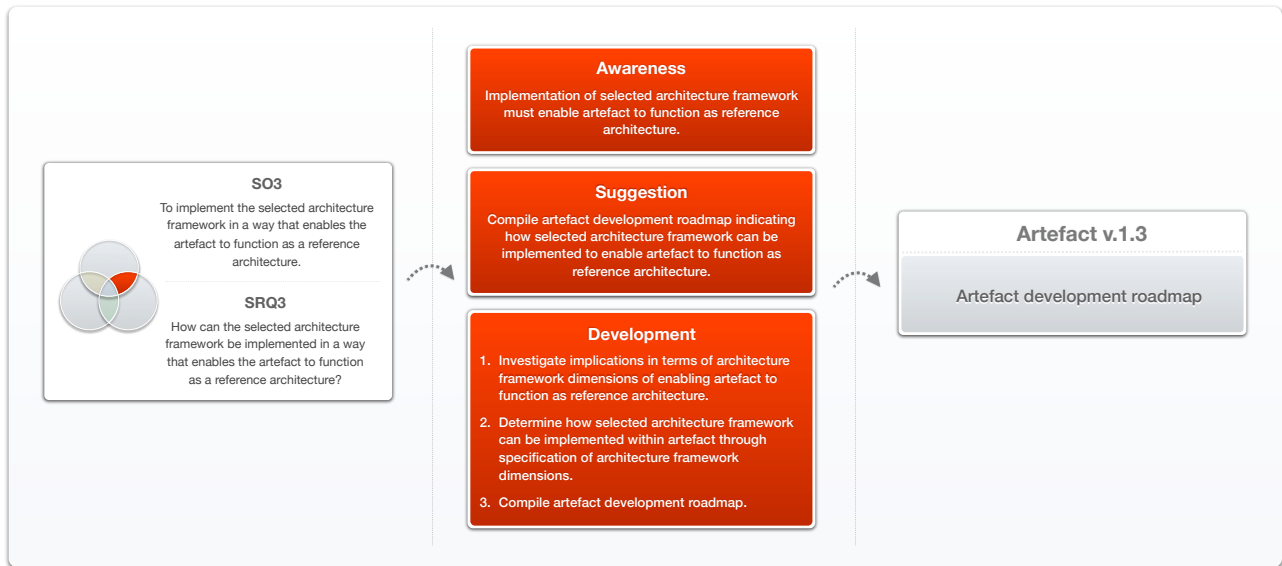 SO3
To implement the selected architecture
framework in a way that enables the
artefact to function as a reference
architecture.
SRQ3
How can the selected architecture
framework be implemented in a way
that enables the artefact to function
as a reference architecture?
Awareness
Implementation of selected architecture framework
must enable artefact to function as reference
architecture.
Suggestion
Compile artefact development roadmap indicating
how selected architecture framework can be
implemented to enable artefact to function as
reference architecture.
Development
1. Investigate implications in terms of architecture
framework dimensions of enabling artefact to
function as reference architecture.
2. Determine how selected architecture framework
can be implemented within artefact through
specification of architecture framework
dimensions.
3. Compile artefact development roadmap.
Artefact v.1.3
Artefact development roadmap